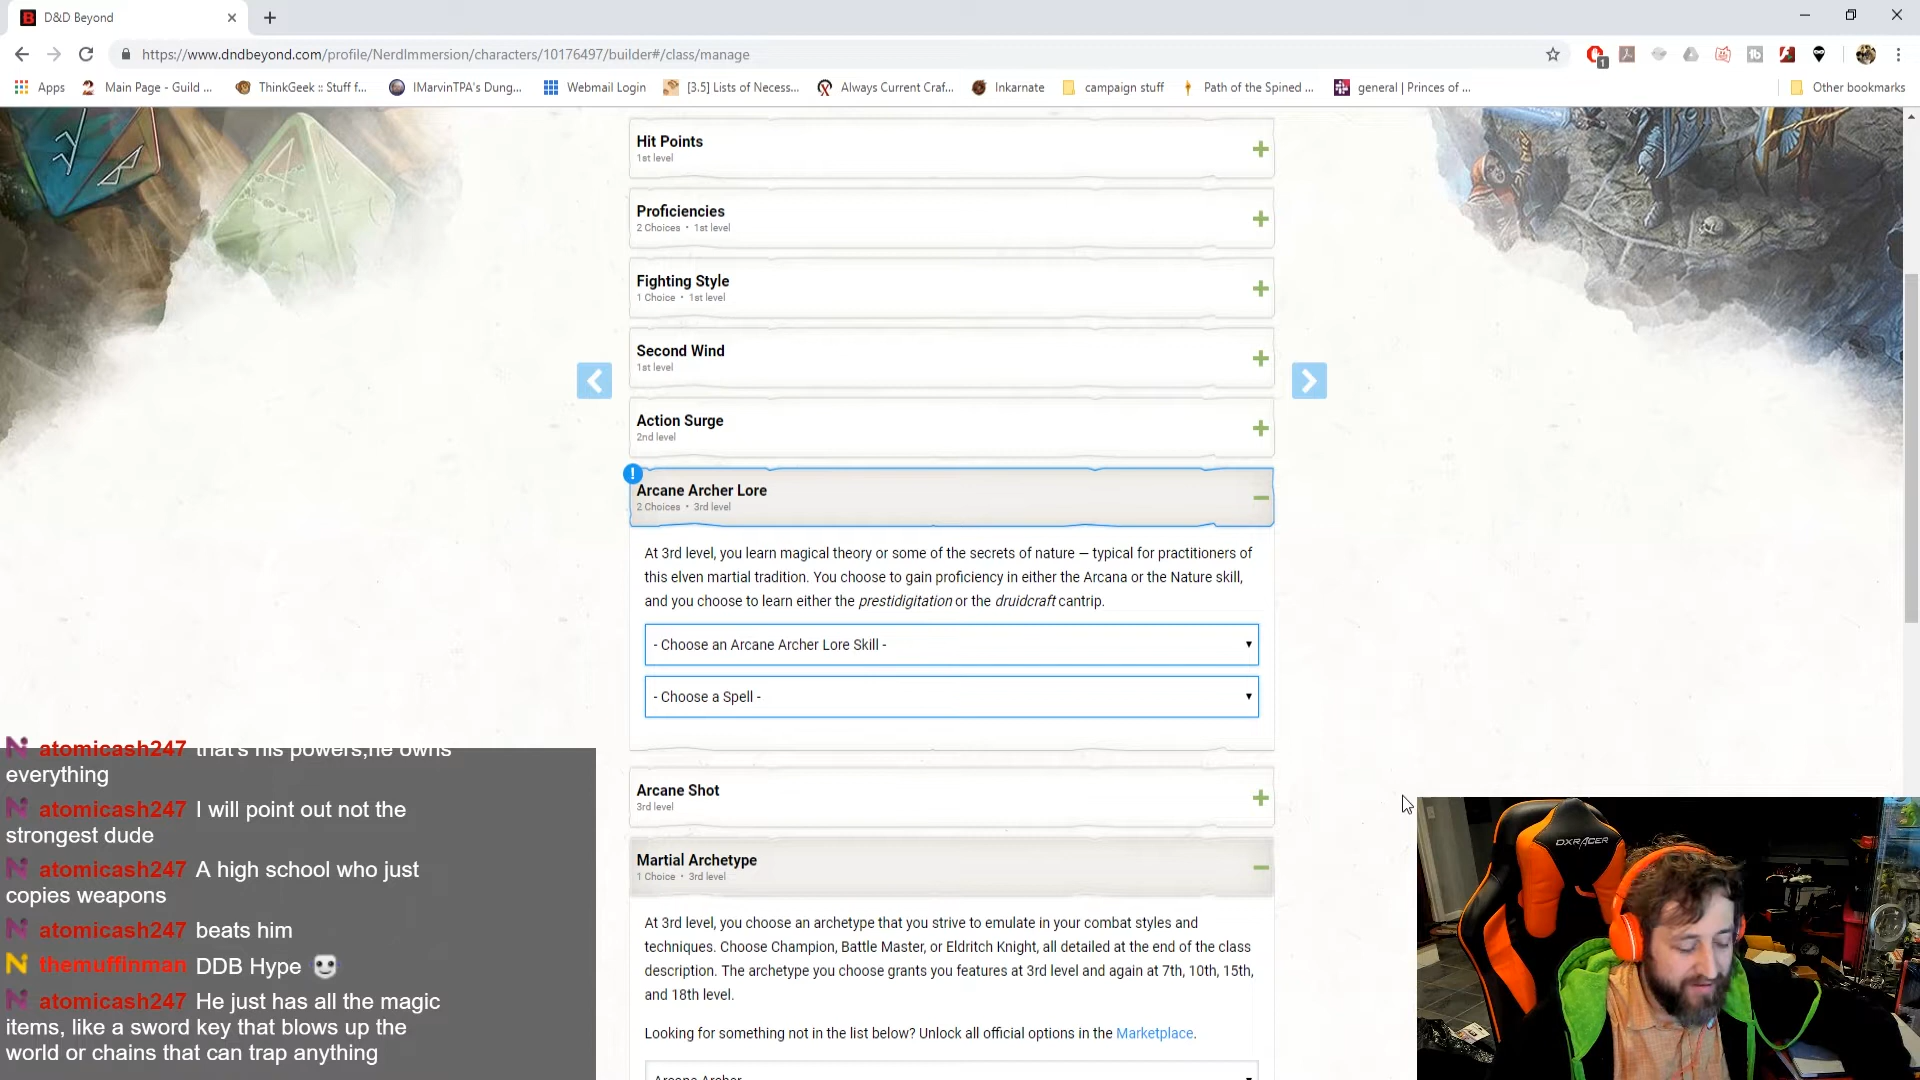 D&D Beyond
https://www.dndbeyond.com/profile/NerdImmersion/characters/10176497/builder#/class/manage
1
Apps
Main Page - Guild ...
ThinkGeek :: Stuff f...
IMarvinTPA's Dung...
Webmail Login
[3.5] Lists of Necess...
Always Current Craf...
Inkarnate
campaign stuff
Path of the Spined ...
general | Princes of ...
Other bookmarks
Hit Points
1st level
Proficiencies
2 Choices • 1st level
Fighting Style
1 Choice • 1st level
Second Wind
1st level
Action Surge
2nd level
!
Arcane Archer Lore
2 Choices • 3rd level
At 3rd level, you learn magical theory or some of the secrets of nature — typical for practitioners of
this elven martial tradition. You choose to gain proficiency in either the Arcana or the Nature skill,
and you choose to learn either the prestidigitation or the druidcraft cantrip.
- Choose an Arcane Archer Lore Skill -
- Choose a Spell -
Arcane Shot
3rd level
Martial Archetype
1 Choice • 3rd level
At 3rd level, you choose an archetype that you strive to emulate in your combat styles and
techniques. Choose Champion, Battle Master, or Eldritch Knight, all detailed at the end of the class
description. The archetype you choose grants you features at 3rd level and again at 7th, 10th, 15th,
and 18th level.
Looking for something not in the list below? Unlock all official options in the Marketplace.
Arcane Archer
atomicash247 that's his powers,he owns
everything
atomicash247 I will point out not the
strongest dude
atomicash247 A high school who just
copies weapons
atomicash247 beats him
themuffinman DDB Hype
atomicash247 He just has all the magic
items, like a sword key that blows up the
world or chains that can trap anything
DXRACER